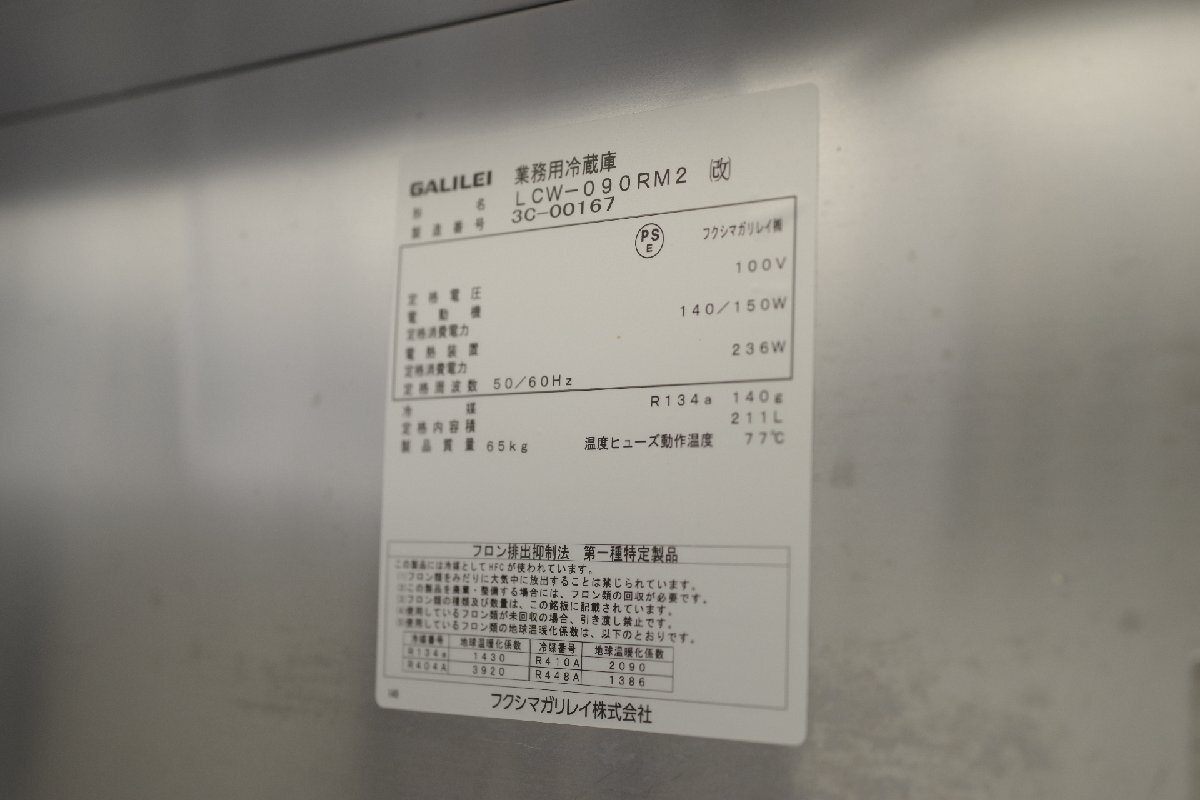 GALILEI 業務用冷蔵庫
形名 LCW-090RM2 ㈹改
製造番号 3C-00167
PS E フクシマガリレイ㈱
定格電圧 100V
電動機 140/150W
定格消費電力
電熱装置 236W
定格消費電力
定格周波数 50/60Hz
冷媒 R134a 140g
定格内容積 211L
製品質量 65kg 温度ヒューズ動作温度 77℃
フロン排出抑制法 第一種特定製品
この製品には冷媒としてHFCが使われています。
(1)フロン類をみだりに大気中に放出することは禁じられています。
(2)この製品を廃棄・整備する場合には、フロン類の回収が必要です。
(3)フロン類の種類及び数量は、この銘板に記載されています。
(4)使用しているフロン類が未回収の場合、引き渡し禁止です。
(5)使用しているフロン類の地球温暖化係数は、以下のとおりです。
冷媒番号 地球温暖化係数 冷媒番号 地球温暖化係数
R134a 1430 R410A 2090
R404A 3920 R448A 1386
フクシマガリレイ株式会社